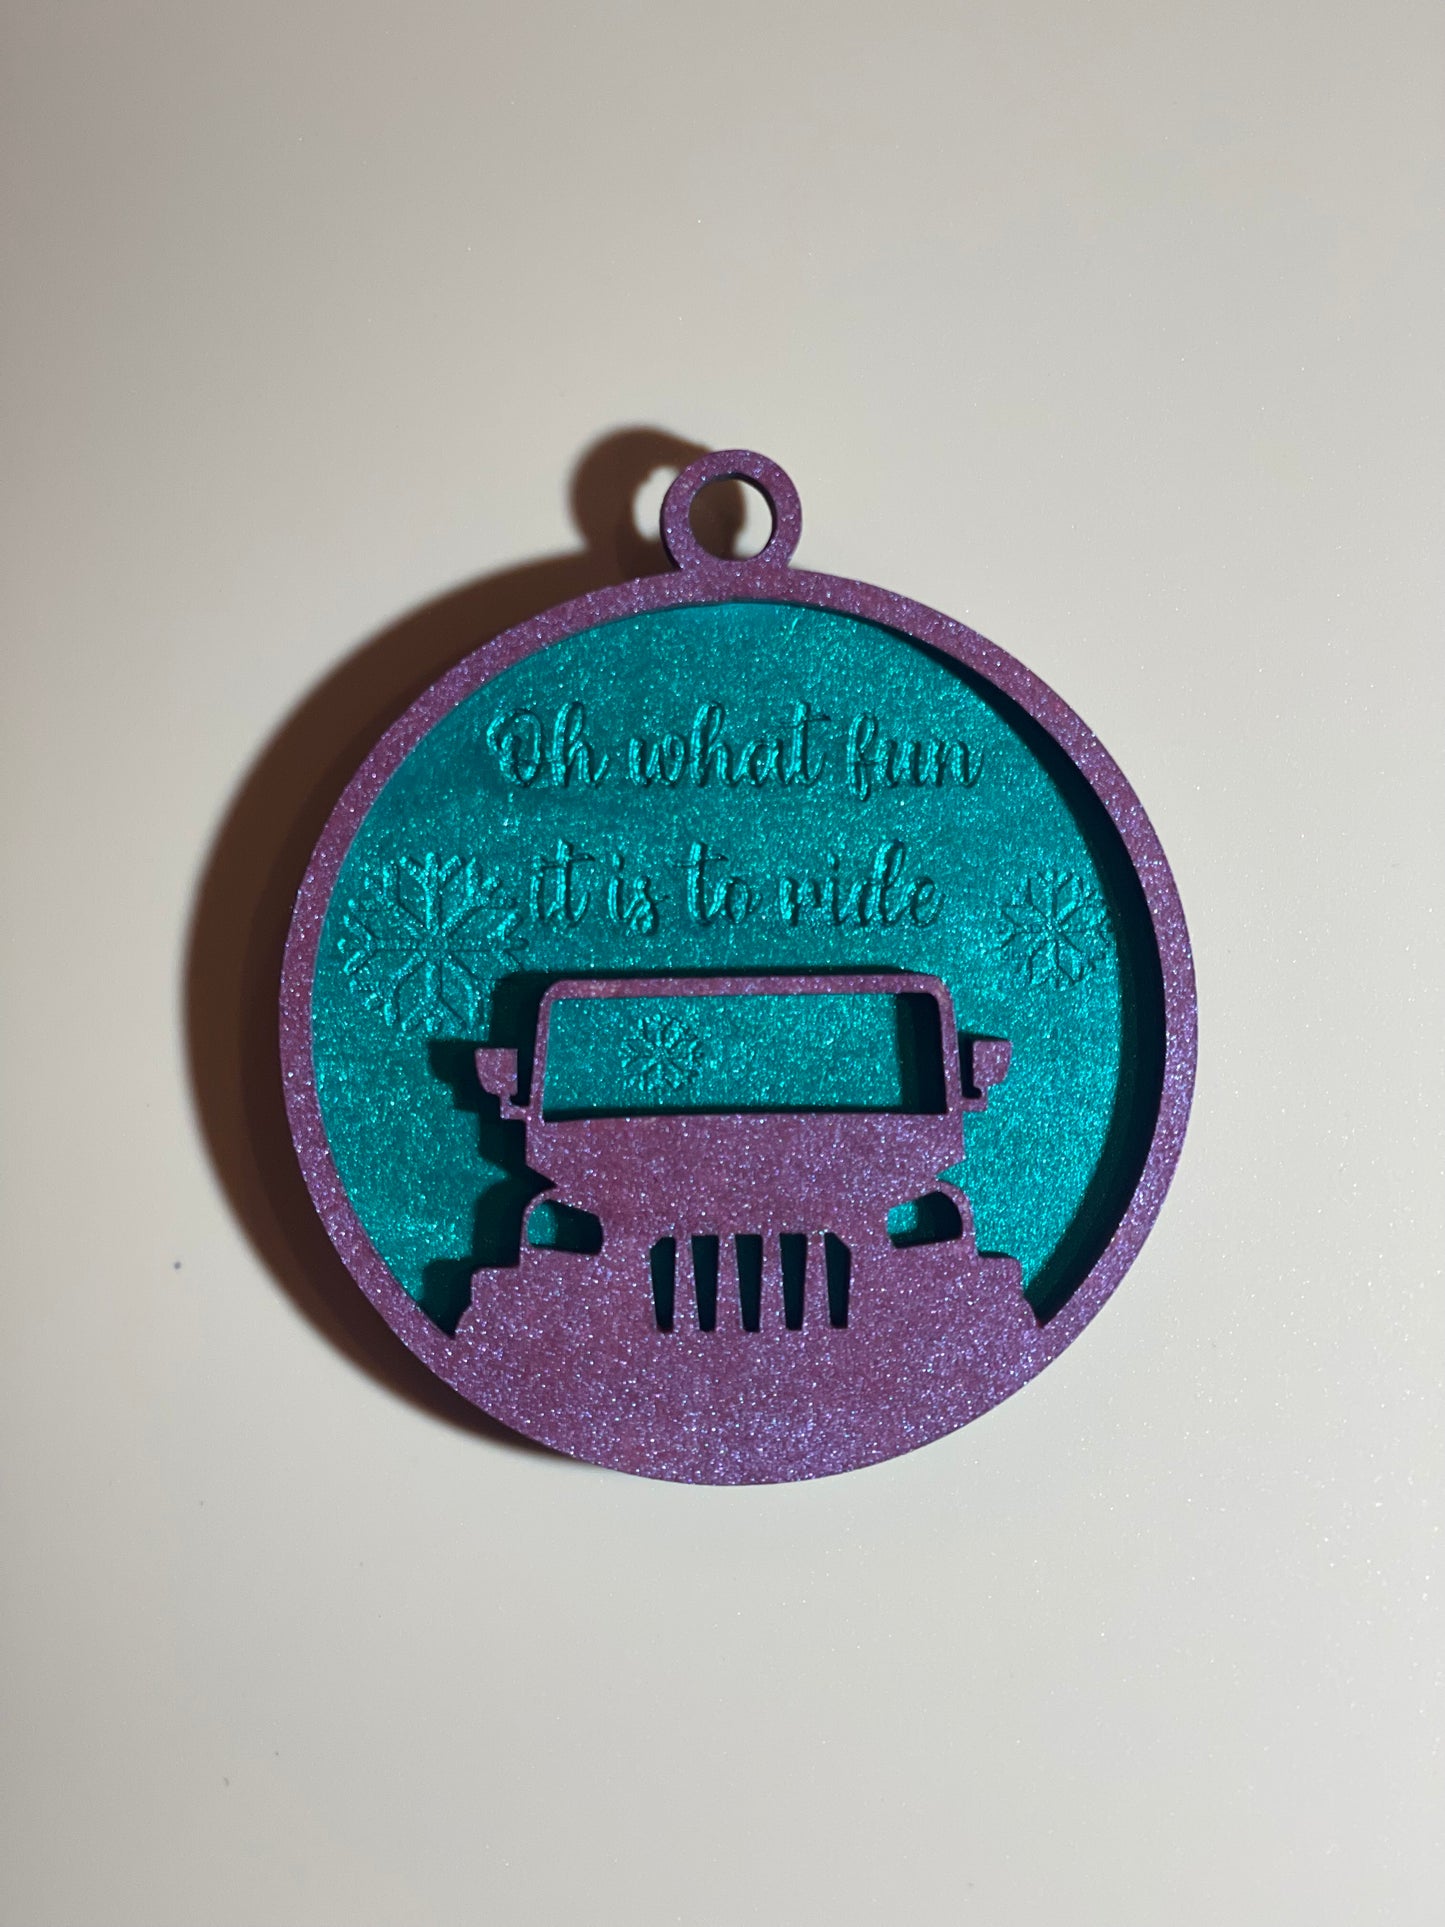 Oh what fun
it is to ride